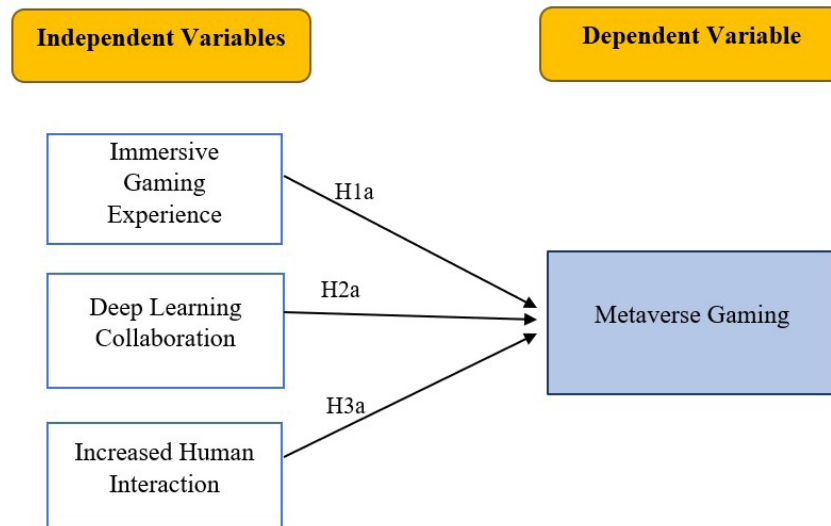 Independent Variables
Dependent Variable
Immersive
Gaming
Experience
H1a
Deep Learning
Collaboration
H2a
Metaverse Gaming
H3a
Increased Human
Interaction